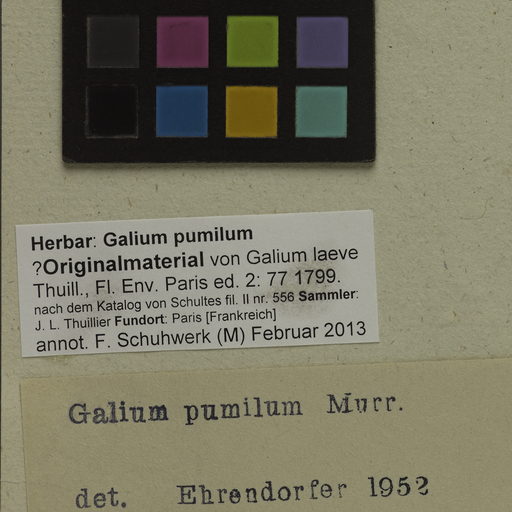 Herbar: Galium pumilum
?Originalmaterial von Galium laeve
Thuill., Fl. Env. Paris ed. 2: 77 1799.
nach dem Katalog von Schultes fil. II nr. 556 Sammler:
J. L. Thuillier Fundort: Paris [Frankreich]
annot. F. Schuhwerk (M) Februar 2013
Galium pumilum Murr.
det. Ehrendorfer 1952